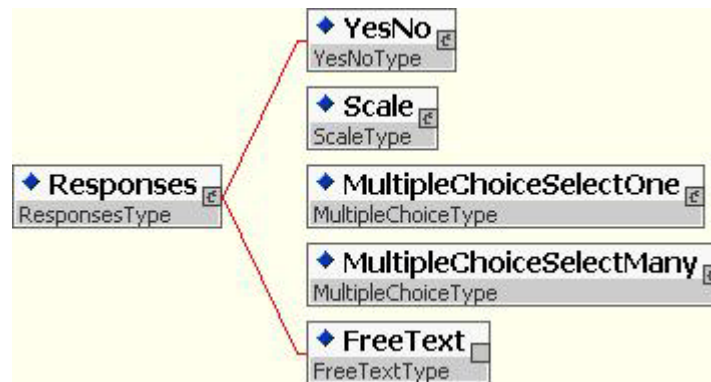 YesNo
YesNoType
Scale
ScaleType
Responses
ResponsesType
MultipleChoiceSelectOne
MultipleChoiceType
MultipleChoiceSelectMany
MultipleChoiceType
FreeText
FreeTextType